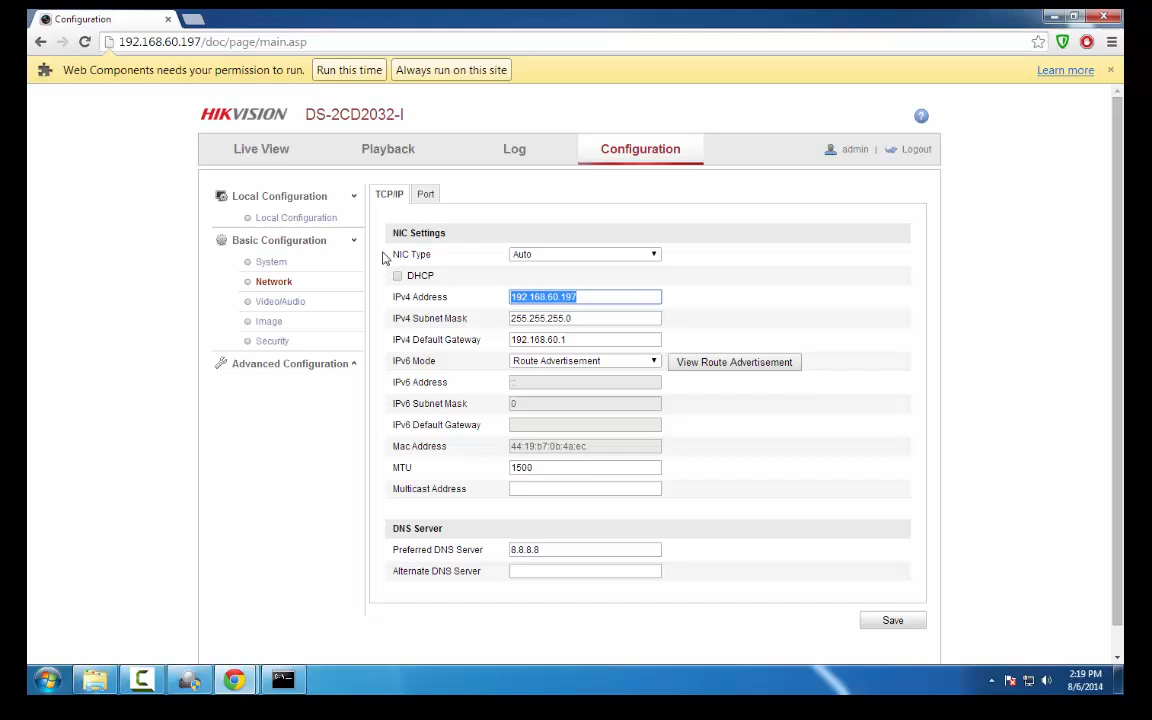 Configuration
192.168.60.197/doc/page/main.asp
Web Components needs your permission to run. Run this time Always run on this site Learn more
HIKVISION DS-2CD2032-I
Live View Playback Log Configuration admin | Logout
Local Configuration
Local Configuration
Basic Configuration
System
Network
Video/Audio
Image
Security
Advanced Configuration
TCP/IP Port
NIC Settings
NIC Type Auto
DHCP
IPv4 Address 192.168.60.197
IPv4 Subnet Mask 255.255.255.0
IPv4 Default Gateway 192.168.60.1
IPv6 Mode Route Advertisement View Route Advertisement
IPv6 Address ::
IPv6 Subnet Mask 0
IPv6 Default Gateway
Mac Address 44:19:b7:0b:4a:ec
MTU 1500
Multicast Address
DNS Server
Preferred DNS Server 8.8.8.8
Alternate DNS Server
Save
2:19 PM
8/6/2014